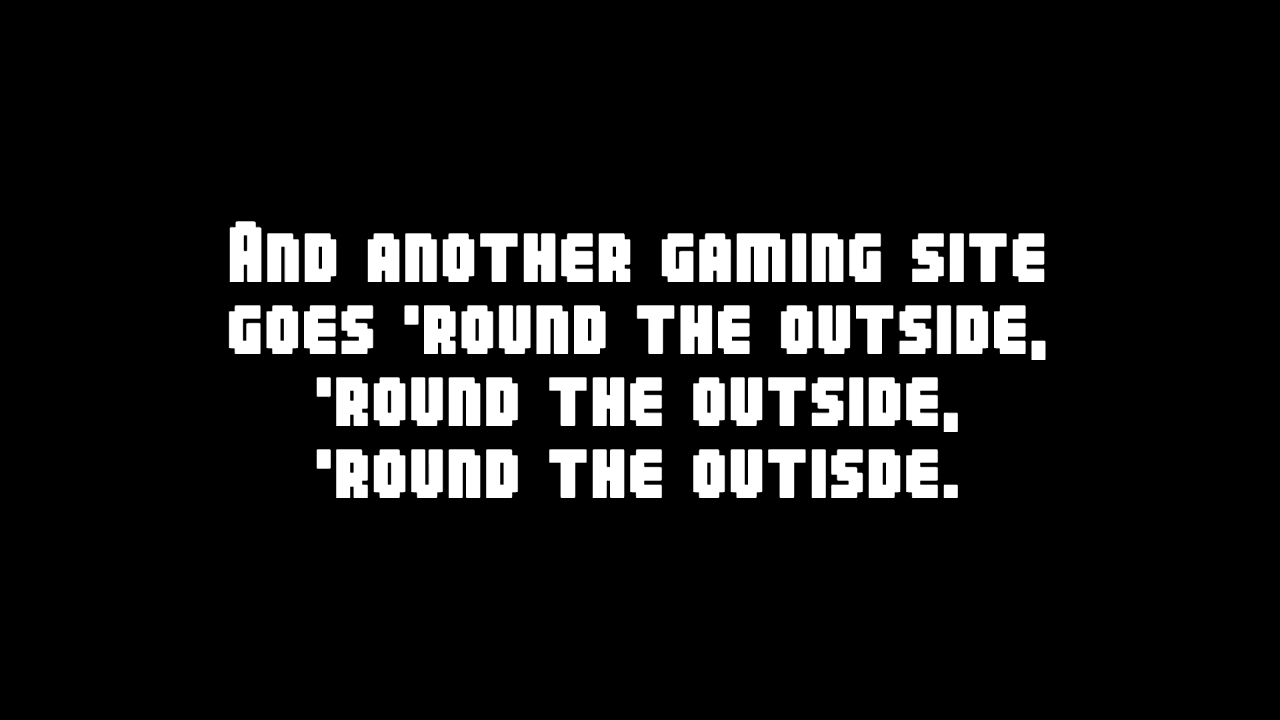 And another gaming site
goes 'round the outside,
'round the outside,
'round the outisde.